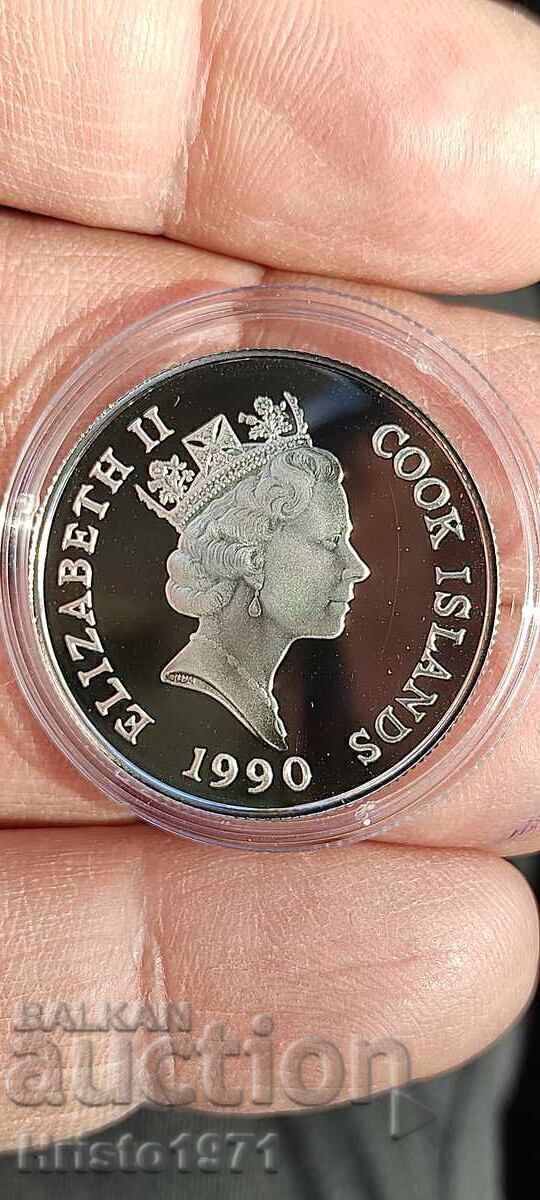 ELIZABETH II
COOK ISLANDS
1990
BALKAN
auction
Hristo1971